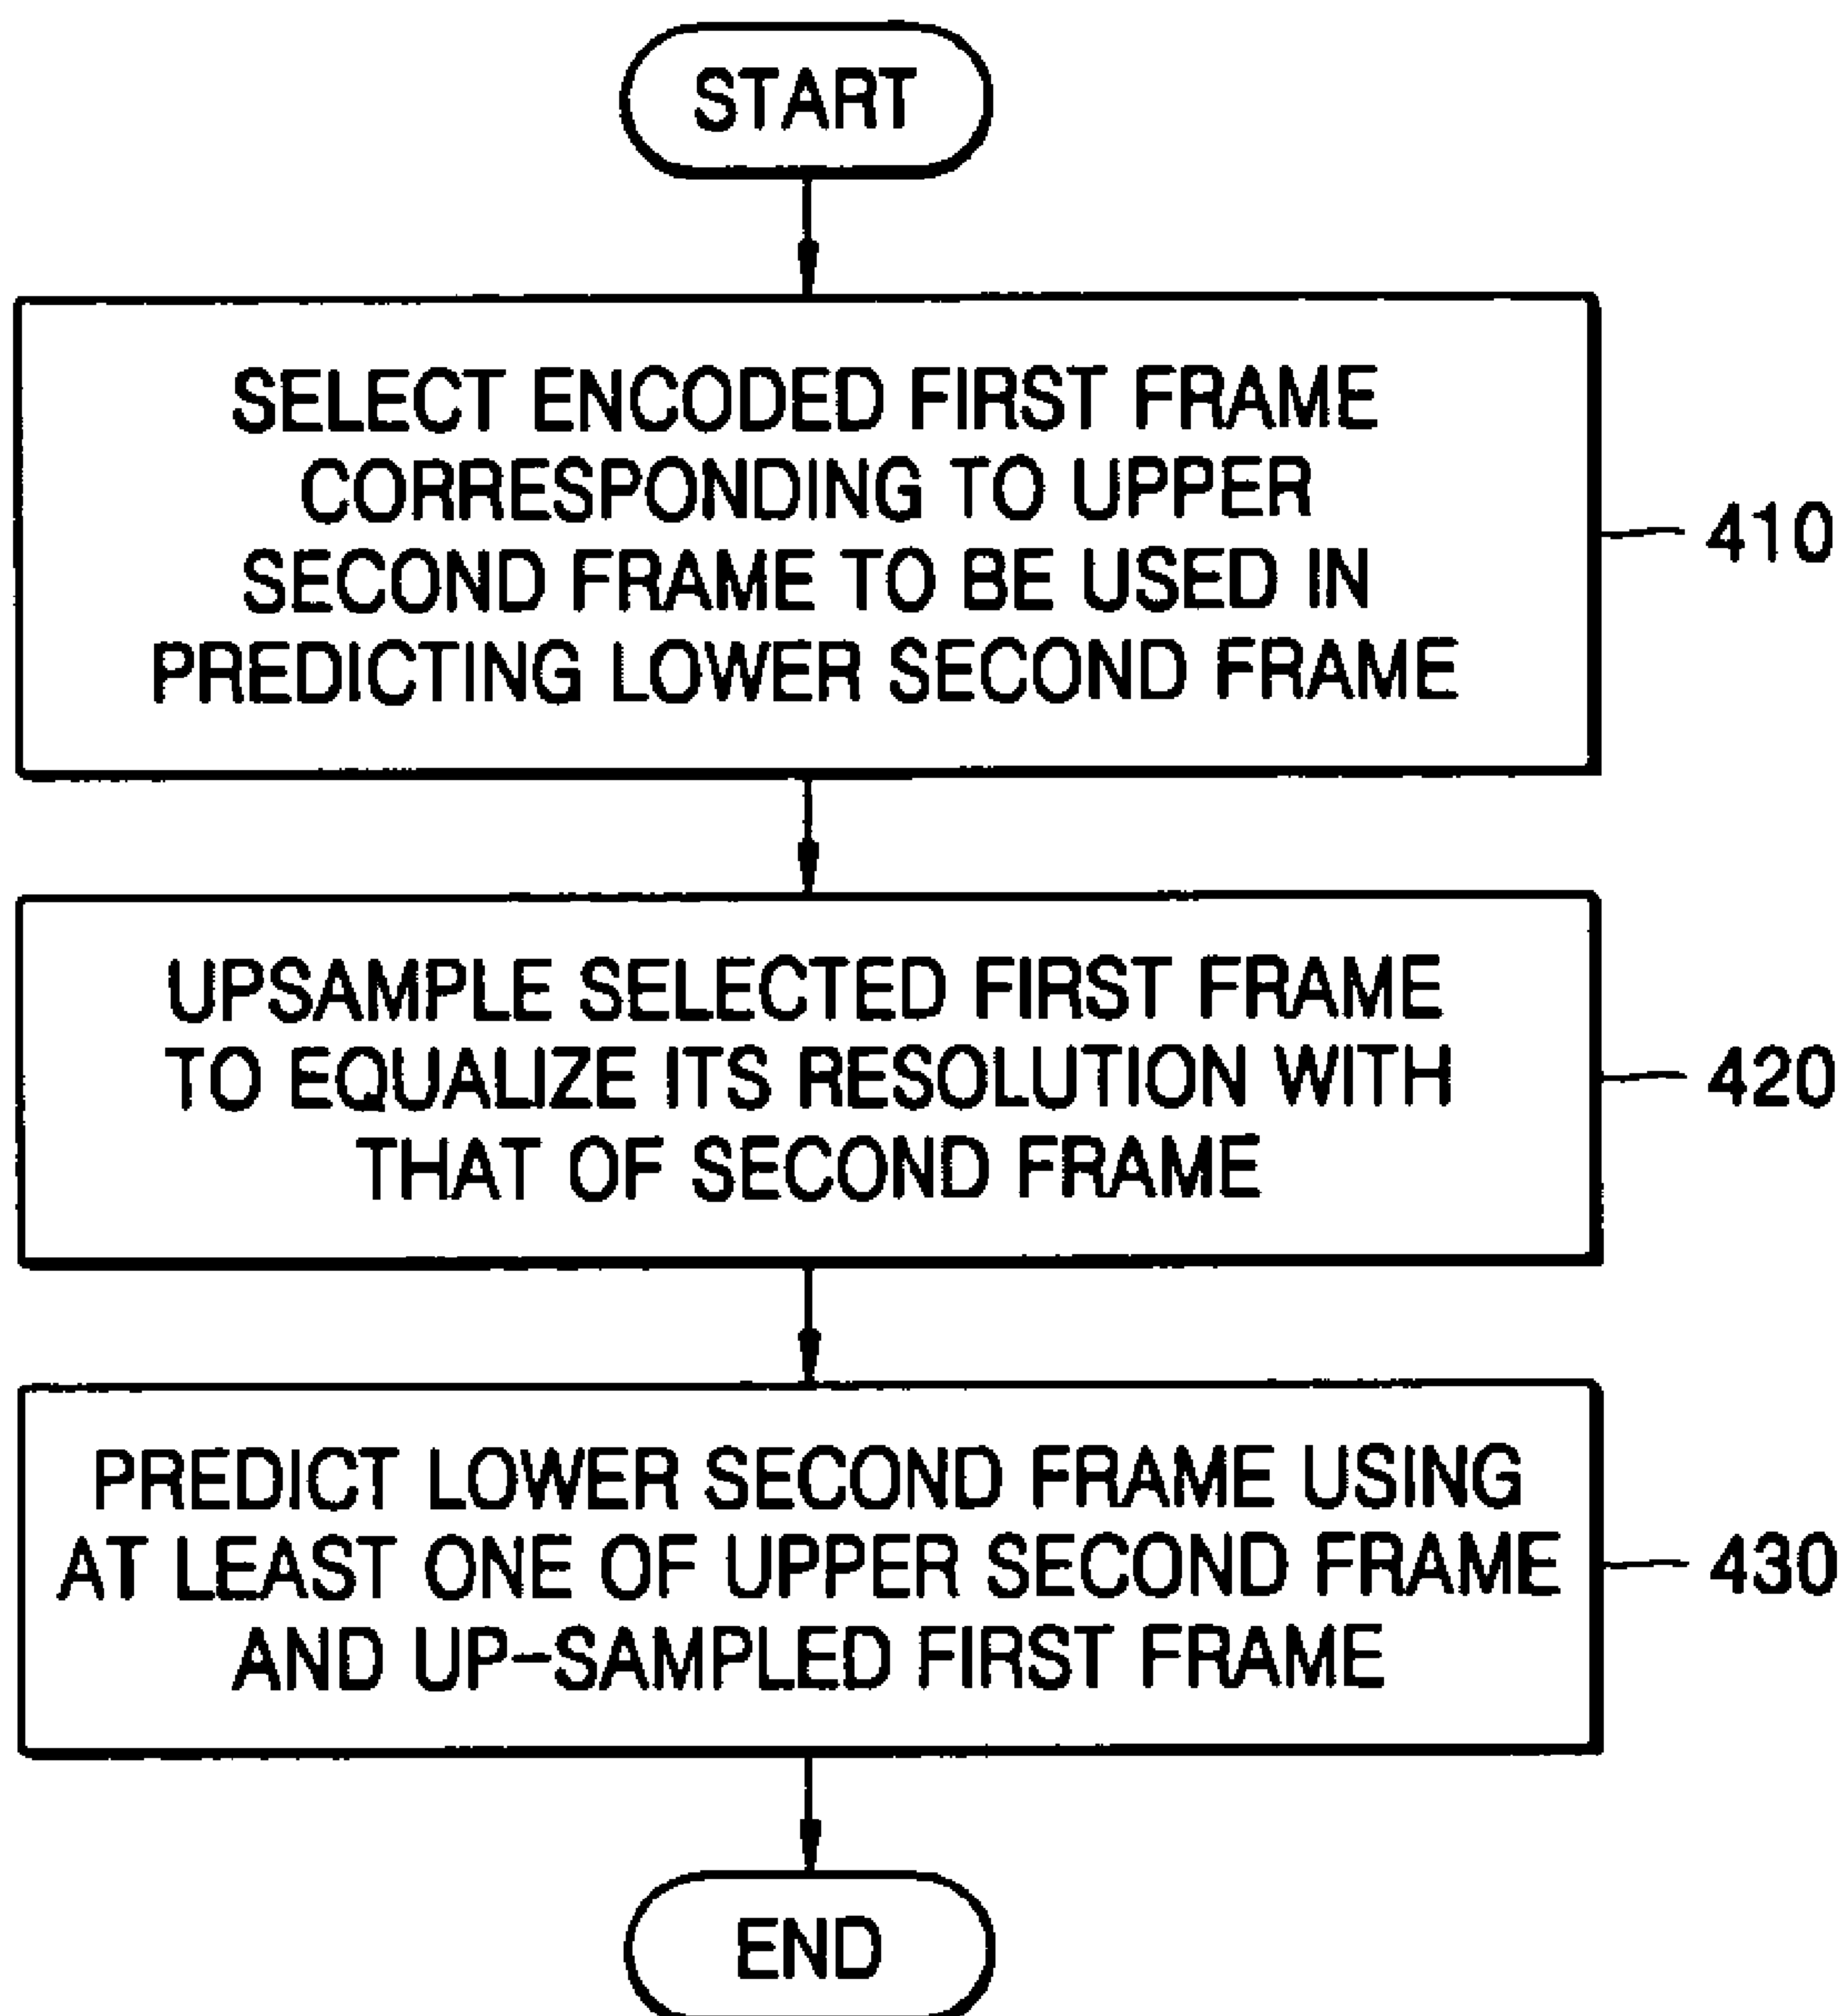 START
SELECT ENCODED FIRST FRAME
CORRESPONDING TO UPPER
SECOND FRAME TO BE USED IN
PREDICTING LOWER SECOND FRAME
410
UPSAMPLE SELECTED FIRST FRAME
TO EQUALIZE ITS RESOLUTION WITH
THAT OF SECOND FRAME
420
PREDICT LOWER SECOND FRAME USING
AT LEAST ONE OF UPPER SECOND FRAME
AND UP-SAMPLED FIRST FRAME
430
END